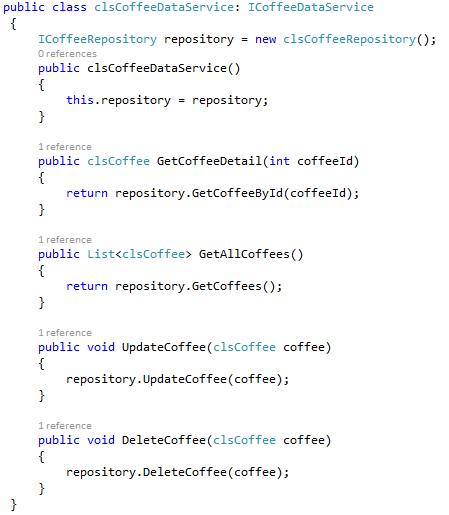 public class clsCoffeeDataService: ICoffeeDataService
{
ICoffeeRepository repository = new clsCoffeeRepository();
0 references
public clsCoffeeDataService()
{
this.repository = repository;
}
1 reference
public clsCoffee GetCoffeeDetail(int coffeeId)
{
return repository.GetCoffeeById(coffeeId);
}
1 reference
public List<clsCoffee> GetAllCoffees()
{
return repository.GetCoffees();
}
1 reference
public void UpdateCoffee(clsCoffee coffee)
{
repository.UpdateCoffee(coffee);
}
1 reference
public void DeleteCoffee(clsCoffee coffee)
{
repository.DeleteCoffee(coffee);
}
}